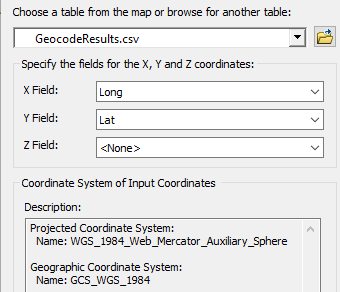 Choose a table from the map or browse for another table:
GeocodeResults.csv
Specify the fields for the X, Y and Z coordinates:
X Field: Long
Y Field: Lat
Z Field: <None>
Coordinate System of Input Coordinates
Description:
Projected Coordinate System:
Name: WGS_1984_Web_Mercator_Auxiliary_Sphere
Geographic Coordinate System:
Name: GCS_WGS_1984